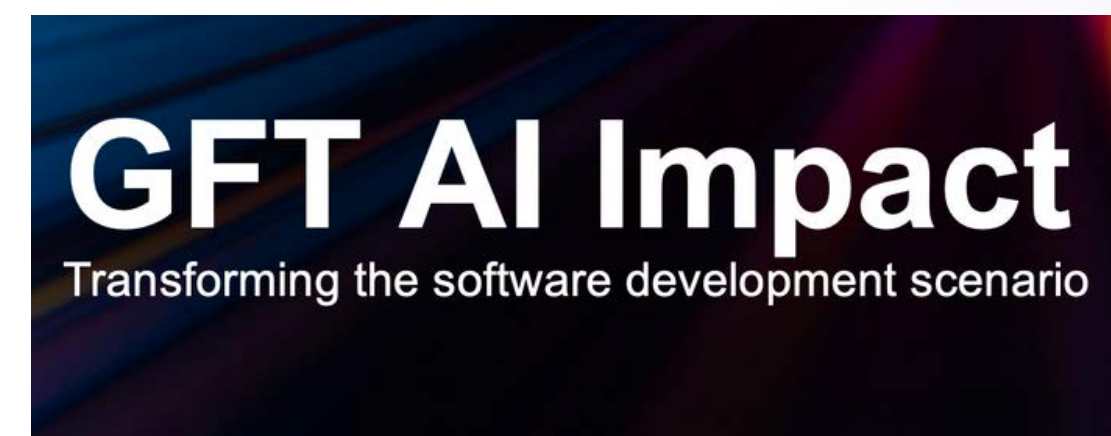 GFT AI Impact
Transforming the software development scenario